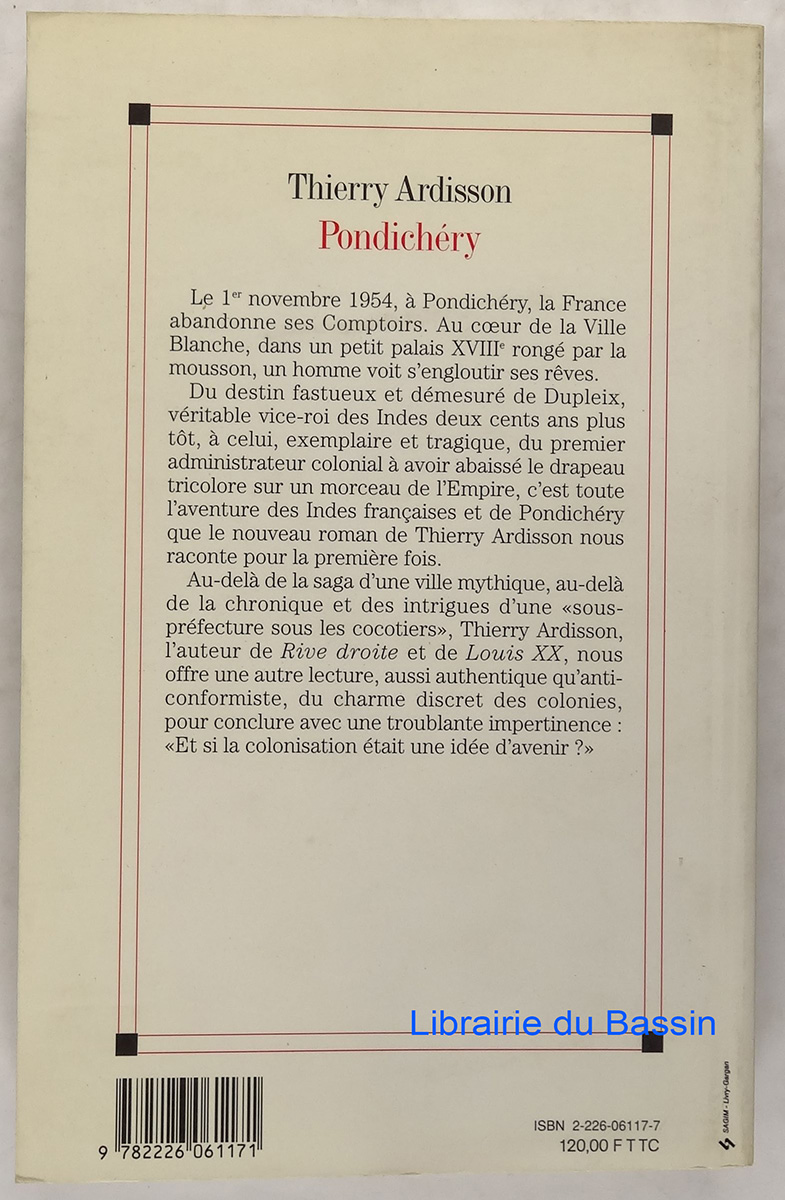 Thierry Ardisson
Pondichéry
Le 1er novembre 1954, à Pondichéry, la France
abandonne ses Comptoirs. Au cœur de la Ville
Blanche, dans un petit palais XVIIIe rongé par la
mousson, un homme voit s'engloutir ses rêves.
Du destin fastueux et démesuré de Dupleix,
véritable vice-roi des Indes deux cents ans plus
tôt, à celui, exemplaire et tragique, du premier
administrateur colonial à avoir abaissé le drapeau
tricolore sur un morceau de l'Empire, c'est toute
l'aventure des Indes françaises et de Pondichéry
que le nouveau roman de Thierry Ardisson nous
raconte pour la première fois.
Au-delà de la saga d'une ville mythique, au-delà
de la chronique et des intrigues d'une «sous-
préfecture sous les cocotiers», Thierry Ardisson,
l'auteur de Rive droite et de Louis XX, nous
offre une autre lecture, aussi authentique qu'anti-
conformiste, du charme discret des colonies,
pour conclure avec une troublante impertinence :
«Et si la colonisation était une idée d'avenir ?»
Librairie du Bassin
ISBN 2-226-06117-7
120,00 F TTC
9 782226 061171
SAGIM - Livry-Gargan